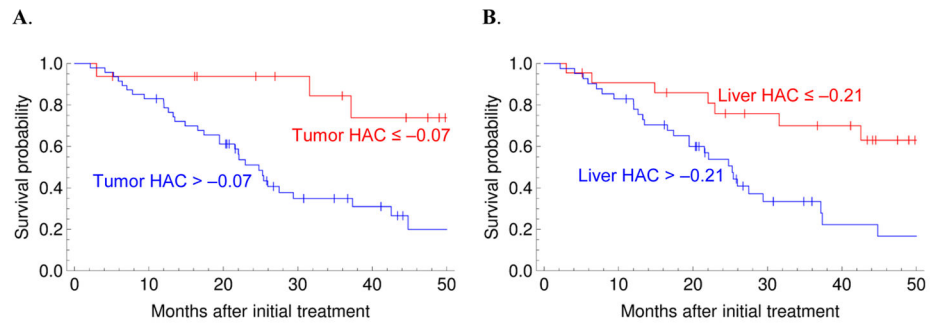 A.
1.0
0.8
0.6
0.4
0.2
0.0
Survival probability
Tumor HAC ≤ –0.07
Tumor HAC > –0.07
0 10 20 30 40 50
Months after initial treatment
B.
1.0
0.8
0.6
0.4
0.2
0.0
Survival probability
Liver HAC ≤ –0.21
Liver HAC > –0.21
0 10 20 30 40 50
Months after initial treatment